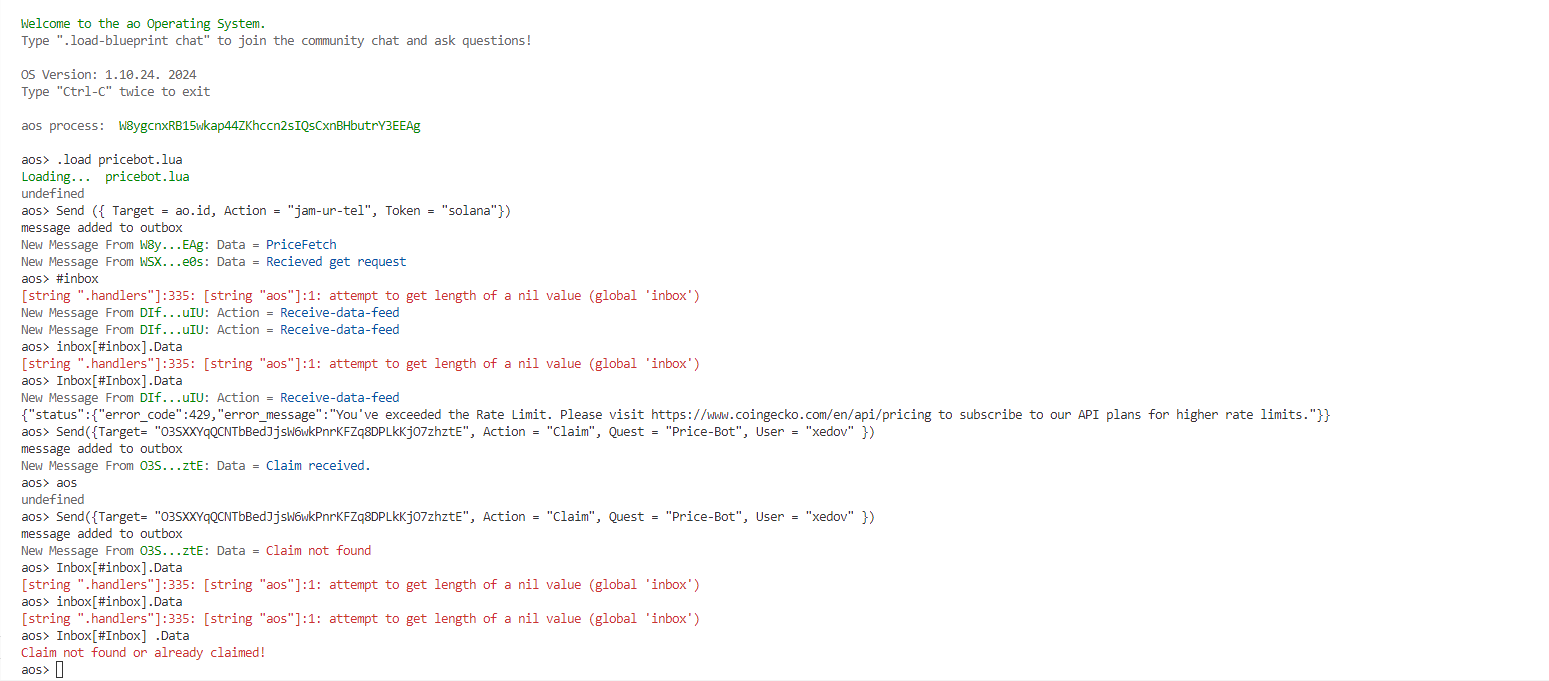 Welcome to the ao Operating System.
Type ".load-blueprint chat" to join the community chat and ask questions!
OS Version: 1.10.24. 2024
Type "Ctrl-C" twice to exit
aos process:  W8ygcnxRB15wkap44ZKhccn2sIQsCxnBHbutrY3EEAg
aos> .load pricebot.lua
Loading...  pricebot.lua
undefined
aos> Send ({ Target = ao.id, Action = "jam-ur-tel", Token = "solana"})
message added to outbox
New Message From W8y...EAg: Data = PriceFetch
New Message From WSX...e0s: Data = Recieved get request
aos> #inbox
[string ".handlers"]:335: [string "aos"]:1: attempt to get length of a nil value (global 'inbox')
New Message From DIf...uIU: Action = Receive-data-feed
New Message From DIf...uIU: Action = Receive-data-feed
aos> inbox[#inbox].Data
[string ".handlers"]:335: [string "aos"]:1: attempt to get length of a nil value (global 'inbox')
aos> Inbox[#Inbox].Data
New Message From DIf...uIU: Action = Receive-data-feed
{"status":{"error_code":429,"error_message":"You've exceeded the Rate Limit. Please visit https://www.coingecko.com/en/api/pricing to subscribe to our API plans for higher rate limits."}}
aos> Send({Target= "O3SXXYqQCNTbBedJjsW6wkPnrKFZq8DPLkKjO7zhztE", Action = "Claim", Quest = "Price-Bot", User = "xedov" })
message added to outbox
New Message From O3S...ztE: Data = Claim received.
aos> aos
undefined
aos> Send({Target= "O3SXXYqQCNTbBedJjsW6wkPnrKFZq8DPLkKjO7zhztE", Action = "Claim", Quest = "Price-Bot", User = "xedov" })
message added to outbox
New Message From O3S...ztE: Data = Claim not found
aos> Inbox[#inbox].Data
[string ".handlers"]:335: [string "aos"]:1: attempt to get length of a nil value (global 'inbox')
aos> inbox[#inbox].Data
[string ".handlers"]:335: [string "aos"]:1: attempt to get length of a nil value (global 'inbox')
aos> Inbox[#Inbox] .Data
Claim not found or already claimed!
aos>